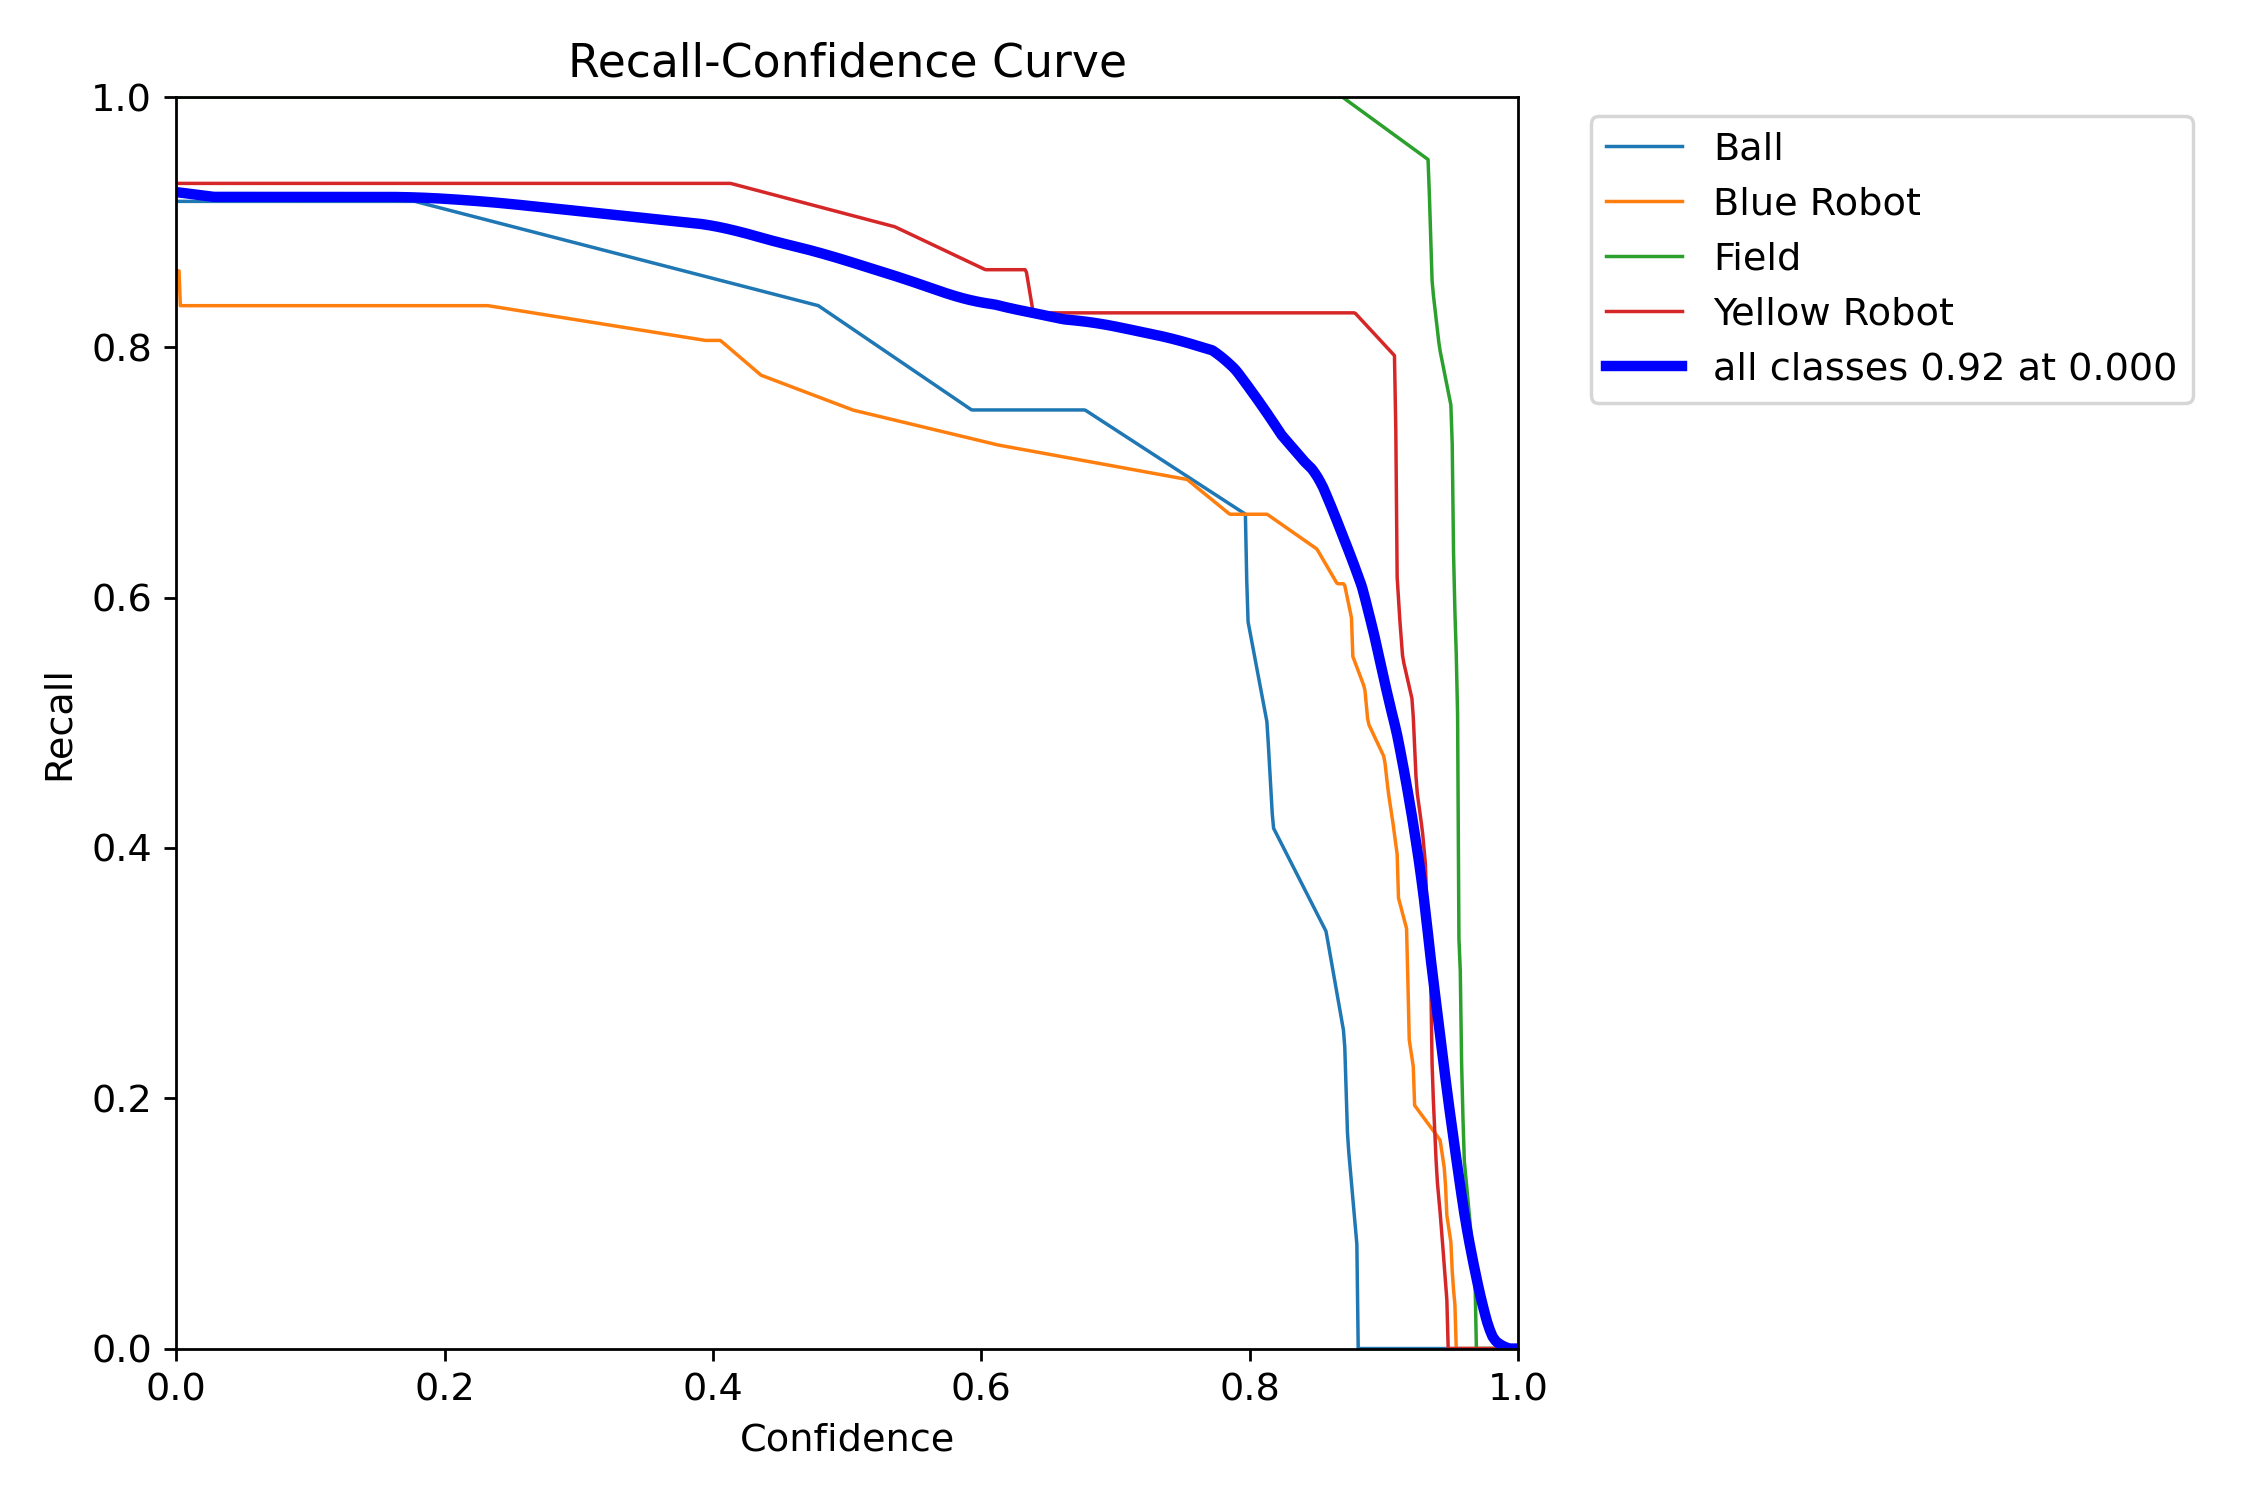 Recall-Confidence Curve
1.0
0.8
0.6
0.4
0.2
0.0
Recall
0.0 0.2 0.4 0.6 0.8 1.0
Confidence
Ball
Blue Robot
Field
Yellow Robot
all classes 0.92 at 0.000